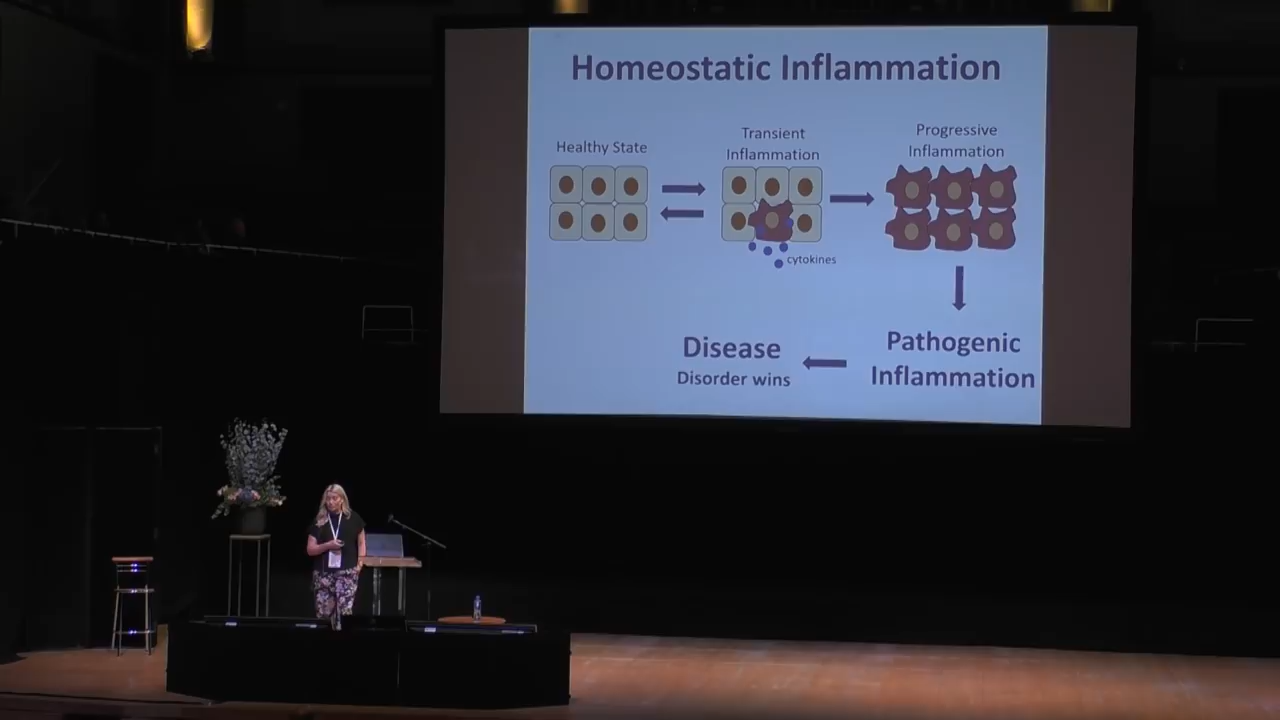 Homeostatic Inflammation
Healthy State
Transient
Inflammation
Progressive
Inflammation
cytokines
Pathogenic
Inflammation
Disease
Disorder wins